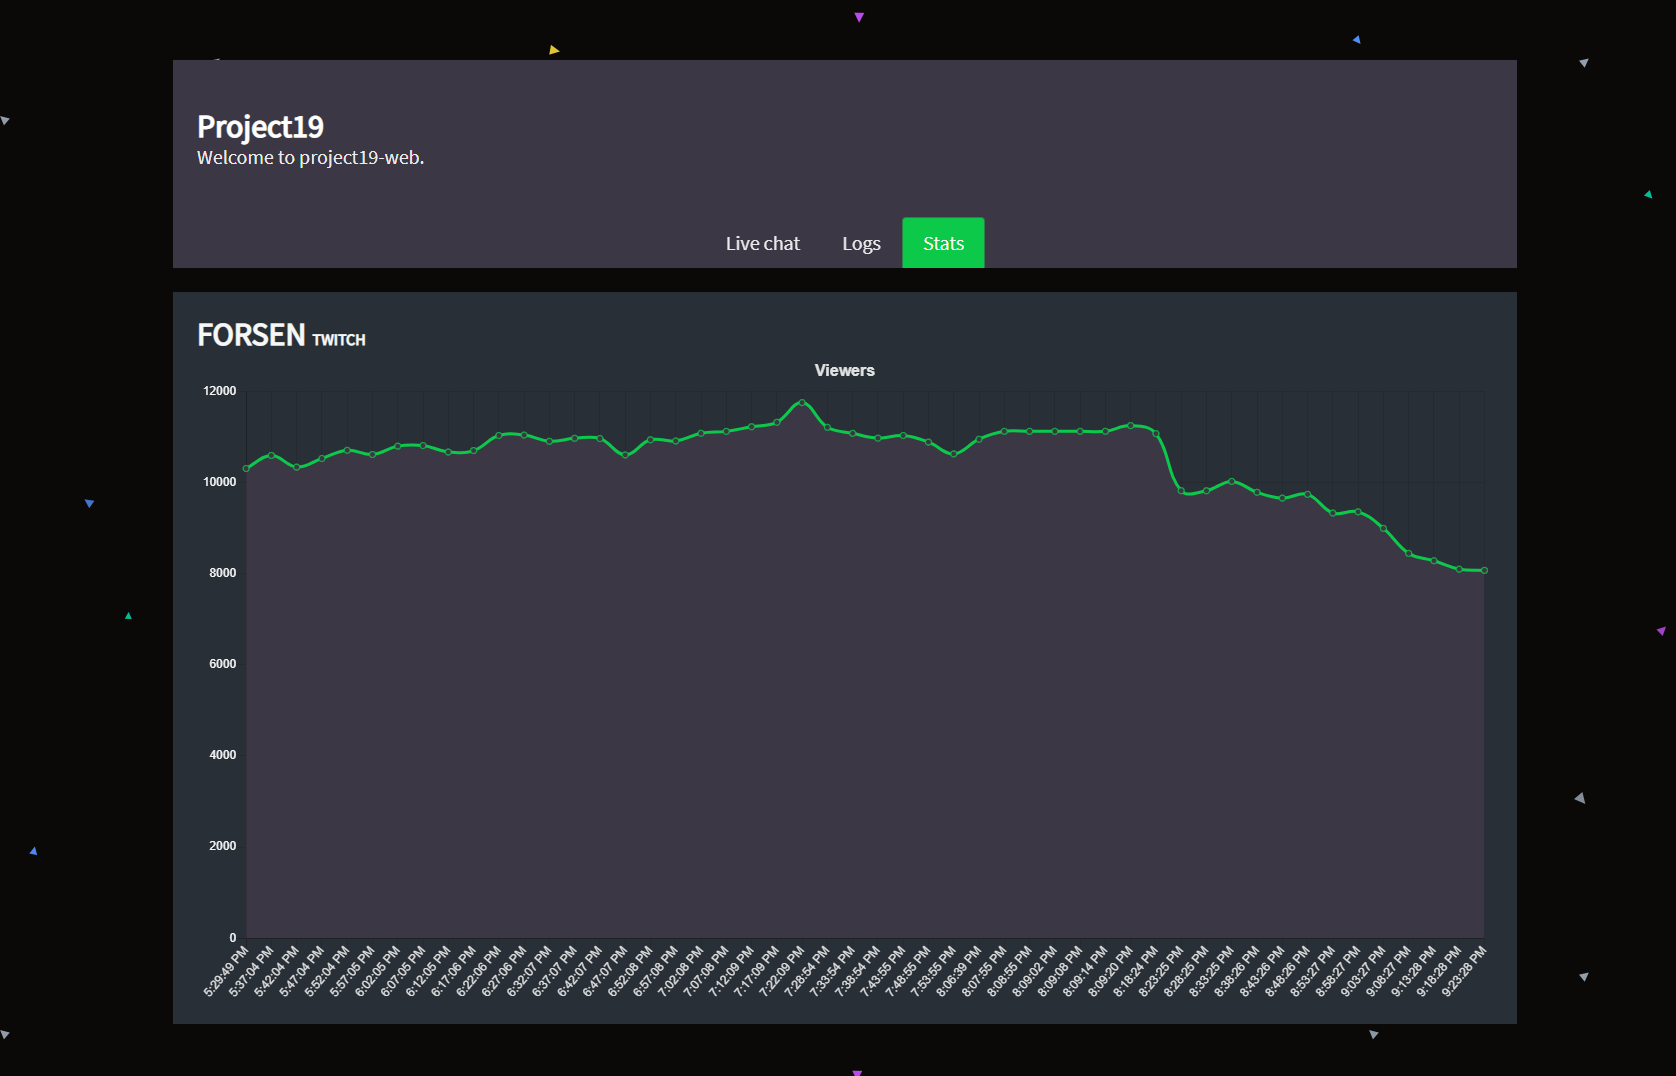 Project19
Welcome to project19-web.
Live chat Logs Stats
FORSEN TWITCH
Viewers
12000
10000
8000
6000
4000
2000
0
5:29:49 PM
5:37:04 PM
5:42:04 PM
5:47:04 PM
5:52:04 PM
5:57:05 PM
6:02:05 PM
6:07:05 PM
6:12:05 PM
6:17:06 PM
6:22:06 PM
6:27:06 PM
6:32:07 PM
6:37:07 PM
6:42:07 PM
6:47:07 PM
6:52:08 PM
6:57:08 PM
7:02:08 PM
7:07:08 PM
7:12:09 PM
7:17:09 PM
7:22:09 PM
7:28:54 PM
7:33:54 PM
7:38:54 PM
7:43:55 PM
7:48:55 PM
7:53:55 PM
8:06:39 PM
8:07:55 PM
8:08:55 PM
8:09:02 PM
8:09:08 PM
8:09:14 PM
8:09:20 PM
8:18:24 PM
8:23:25 PM
8:28:25 PM
8:33:25 PM
8:38:26 PM
8:43:26 PM
8:48:26 PM
8:53:27 PM
8:58:27 PM
9:03:27 PM
9:08:27 PM
9:13:28 PM
9:18:28 PM
9:23:28 PM